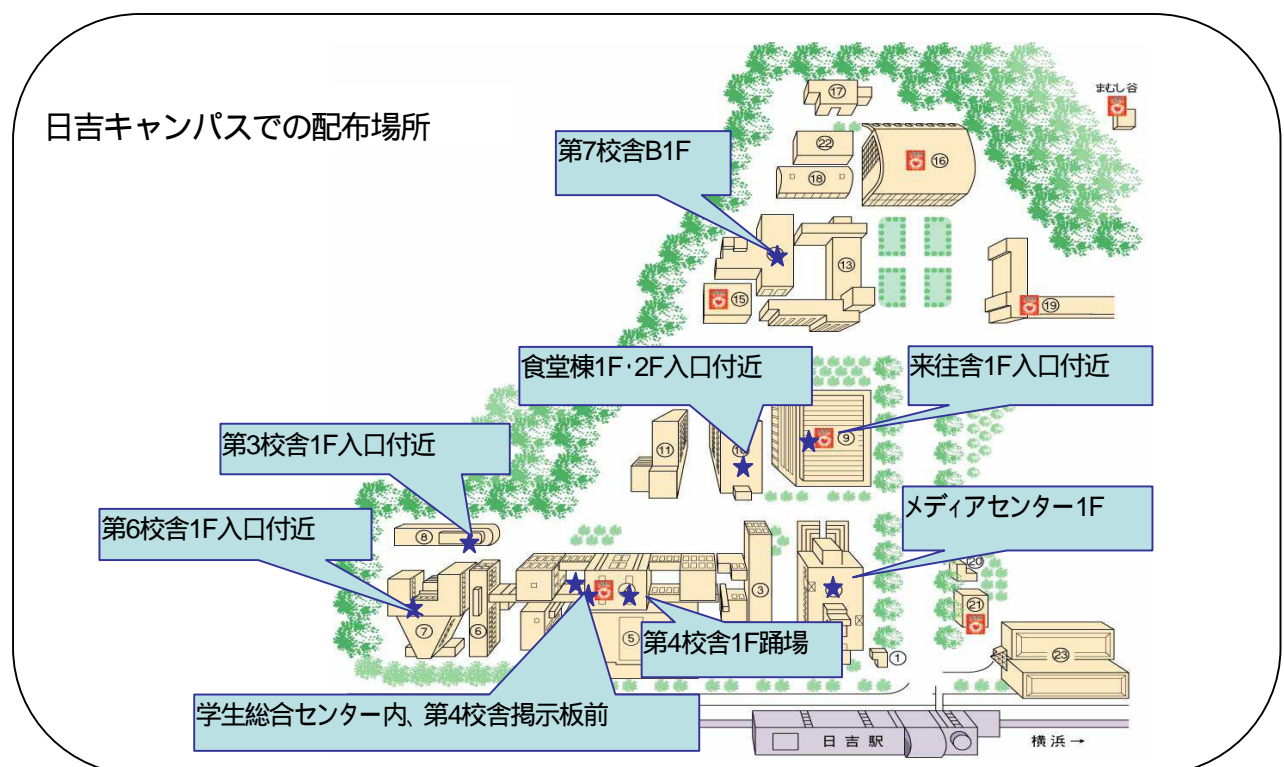 日吉キャンパスでの配布場所
まむし谷
⑰
第7校舎B1F
㉒
⑯
⑱
⑬
⑮
⑲
食堂棟1F・2F入口付近
来往舎1F入口付近
⑪
⑨
第3校舎1F入口付近
メディアセンター1F
第6校舎1F入口付近
⑧
⑳
③
㉑
⑦
⑥
⑤
第4校舎1F踊場
①
㉓
学生総合センター内、第4校舎掲示板前
日吉駅
横浜→